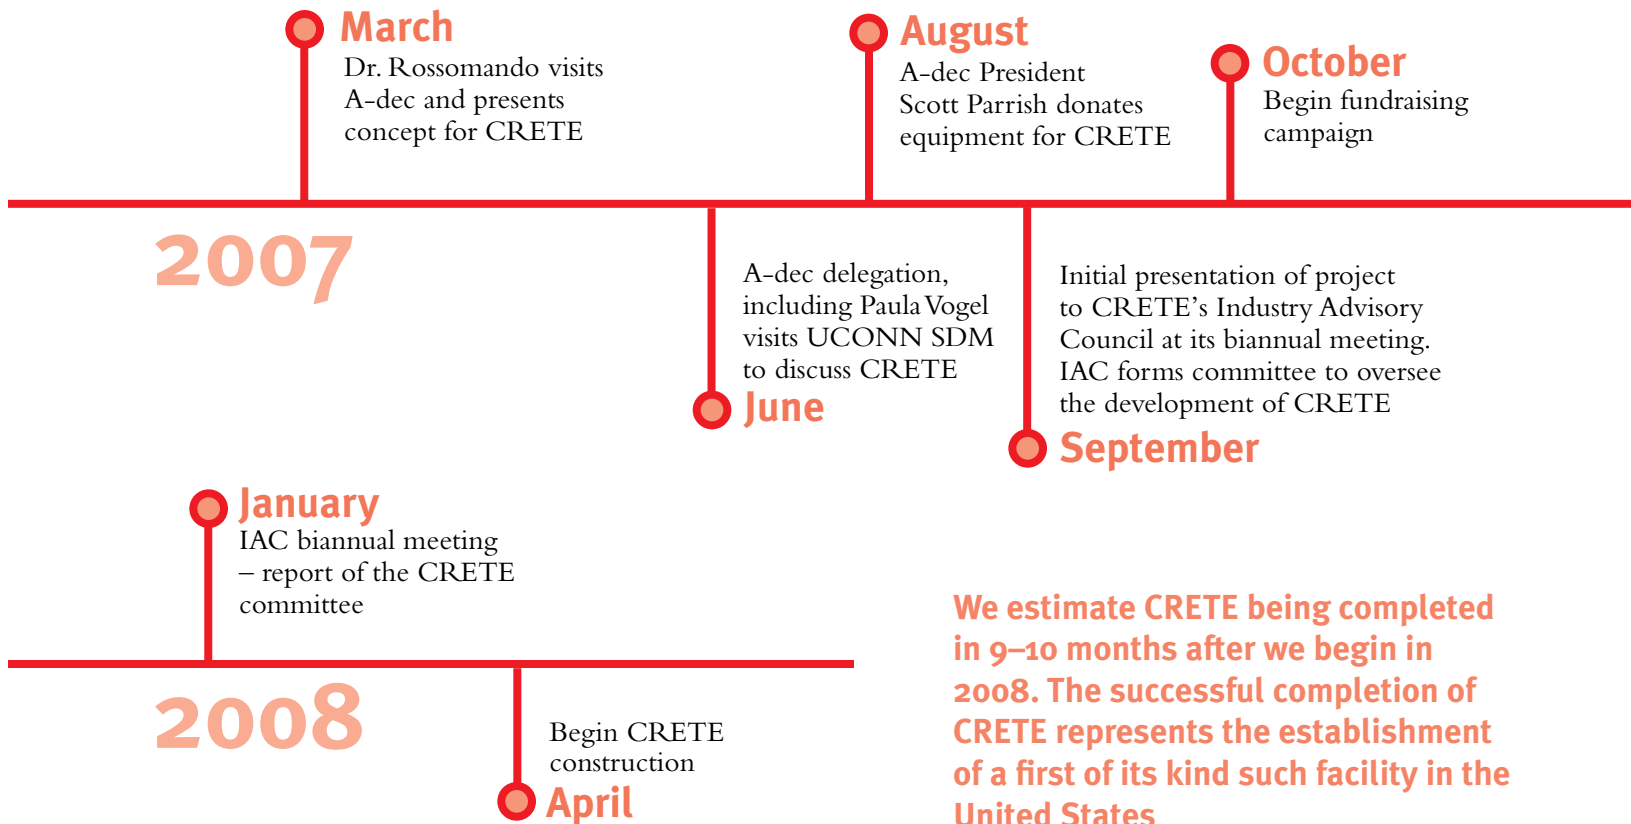 March
Dr. Rossomando visits
A-dec and presents
concept for CRETE
August
A-dec President
Scott Parrish donates
equipment for CRETE
October
Begin fundraising
campaign
2007
A-dec delegation,
including Paula Vogel
visits UCONN SDM
to discuss CRETE
June
Initial presentation of project
to CRETE’s Industry Advisory
Council at its biannual meeting.
IAC forms committee to oversee
the development of CRETE
September
January
IAC biannual meeting
– report of the CRETE
committee
2008
Begin CRETE
construction
April
We estimate CRETE being completed
in 9–10 months after we begin in
2008. The successful completion of
CRETE represents the establishment
of a first of its kind such facility in the
United States